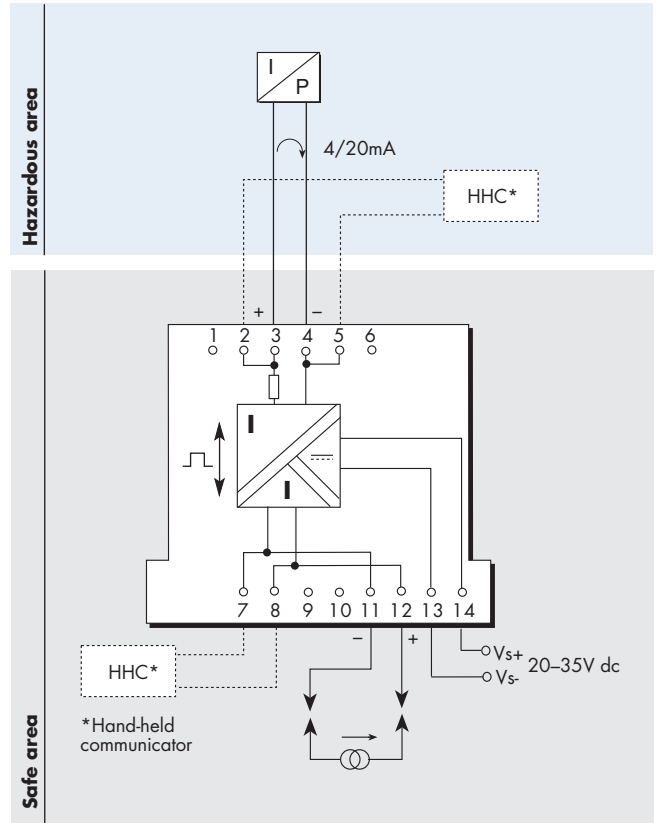 Hazardous area
I
P
4/20mA
HHC*
+ –
1 2 3 4 5 6
I
I
7 8 9 10 11 12 13 14
– +
Vs+
20–35V dc
Vs-
HHC*
*Hand-held
communicator
Safe area